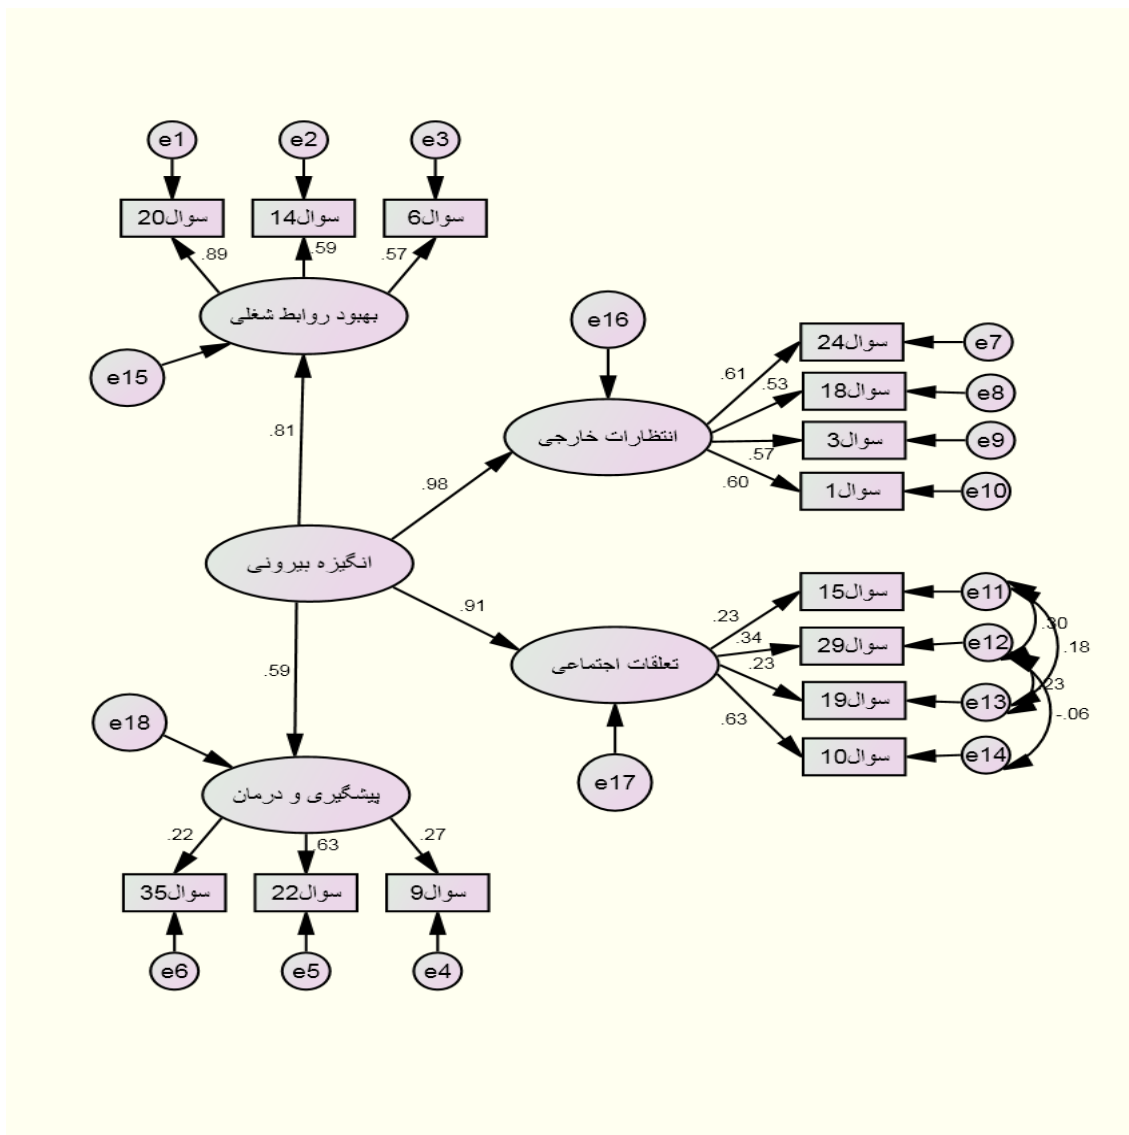 e1
e2
e3
سوال20
سوال14
سوال6
.89
.59
.57
بهبود روابط شغلی
e15
.81
e16
انتظارات خارجی
.98
.61
.53
.57
.60
سوال24
e7
سوال18
e8
سوال3
e9
سوال1
e10
انگیزه بیرونی
.91
.59
تعلقات اجتماعی
e17
.23
.34
.23
.63
سوال15
e11
سوال29
e12
سوال19
e13
سوال10
e14
.30
.18
-.06
e18
پیشگیری و درمان
.22
.63
.27
سوال35
سوال22
سوال9
e6
e5
e4